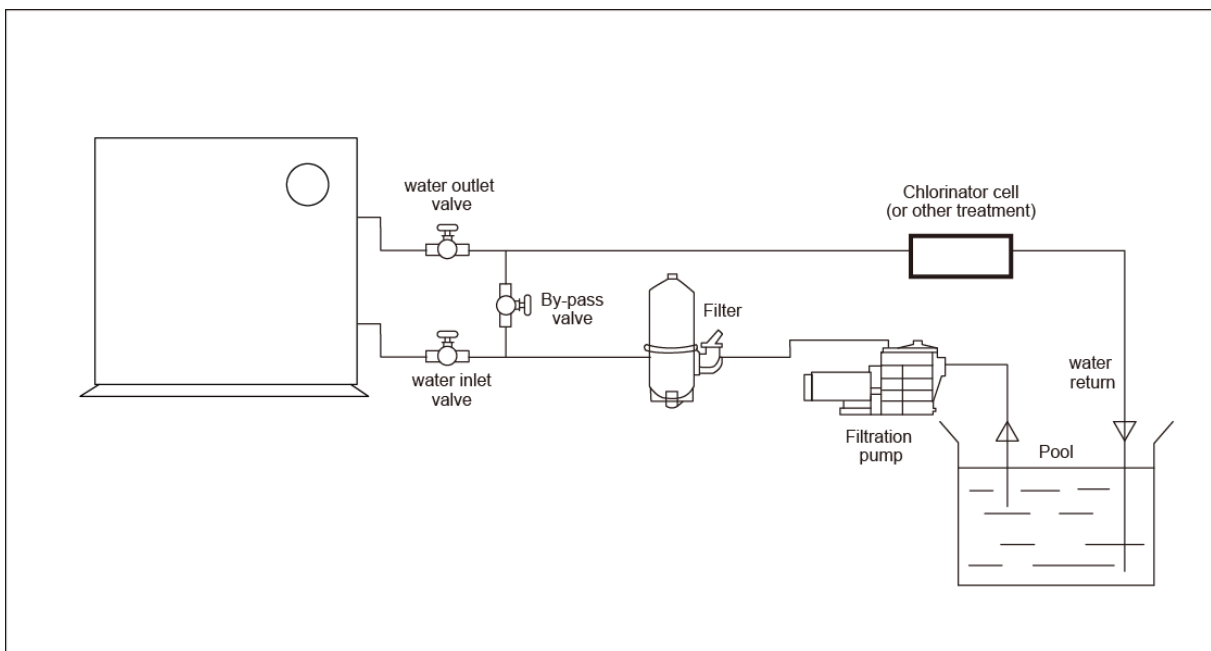 water outlet
valve
Chlorinator cell
(or other treatment)
By-pass
valve
Filter
water inlet
valve
water
return
Filtration
pump
Pool